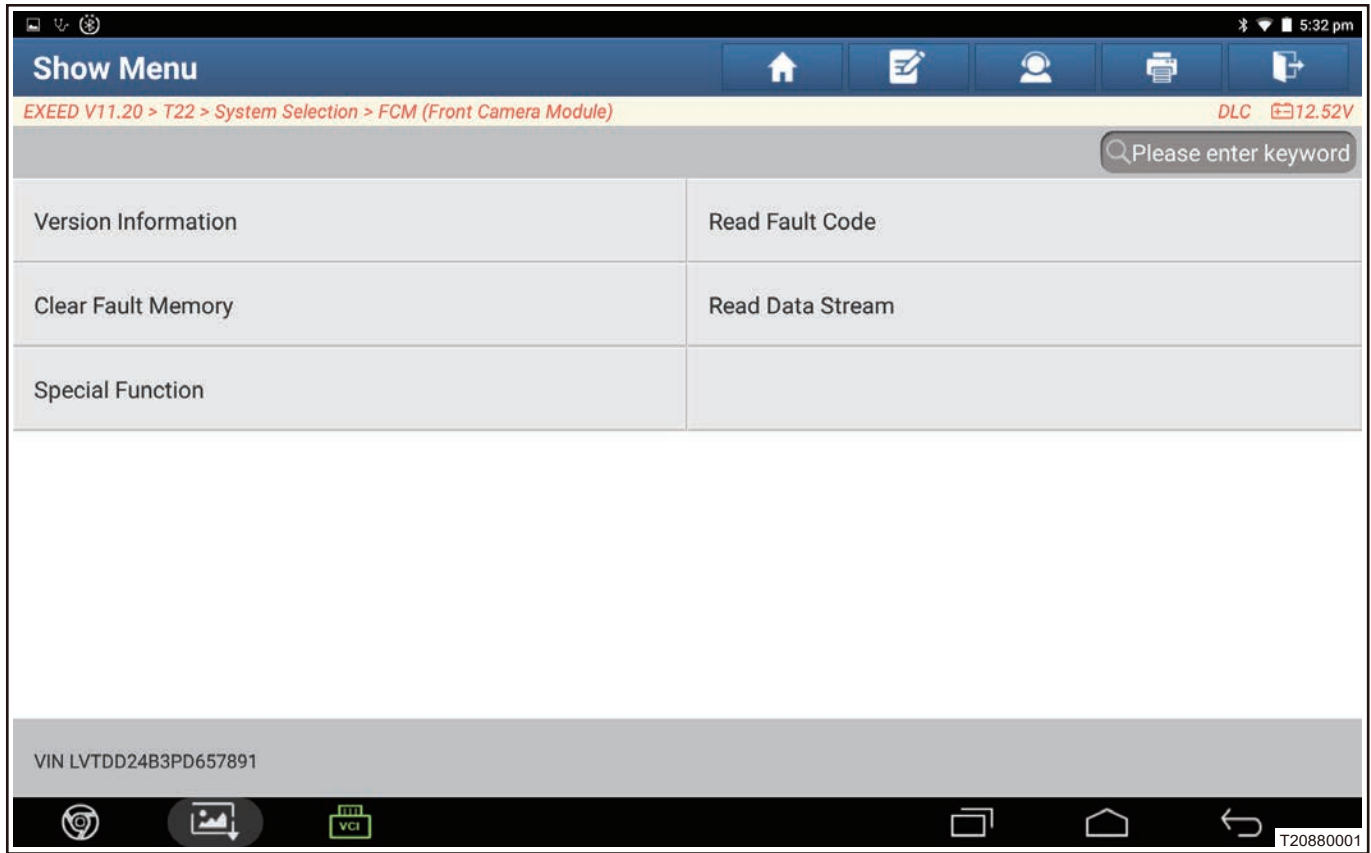 5:32 pm
Show Menu
EXEED V11.20 > T22 > System Selection > FCM (Front Camera Module)
DLC 12.52V
Please enter keyword
Version Information
Read Fault Code
Clear Fault Memory
Read Data Stream
Special Function
VIN LVTDD24B3PD657891
VCI
T20880001